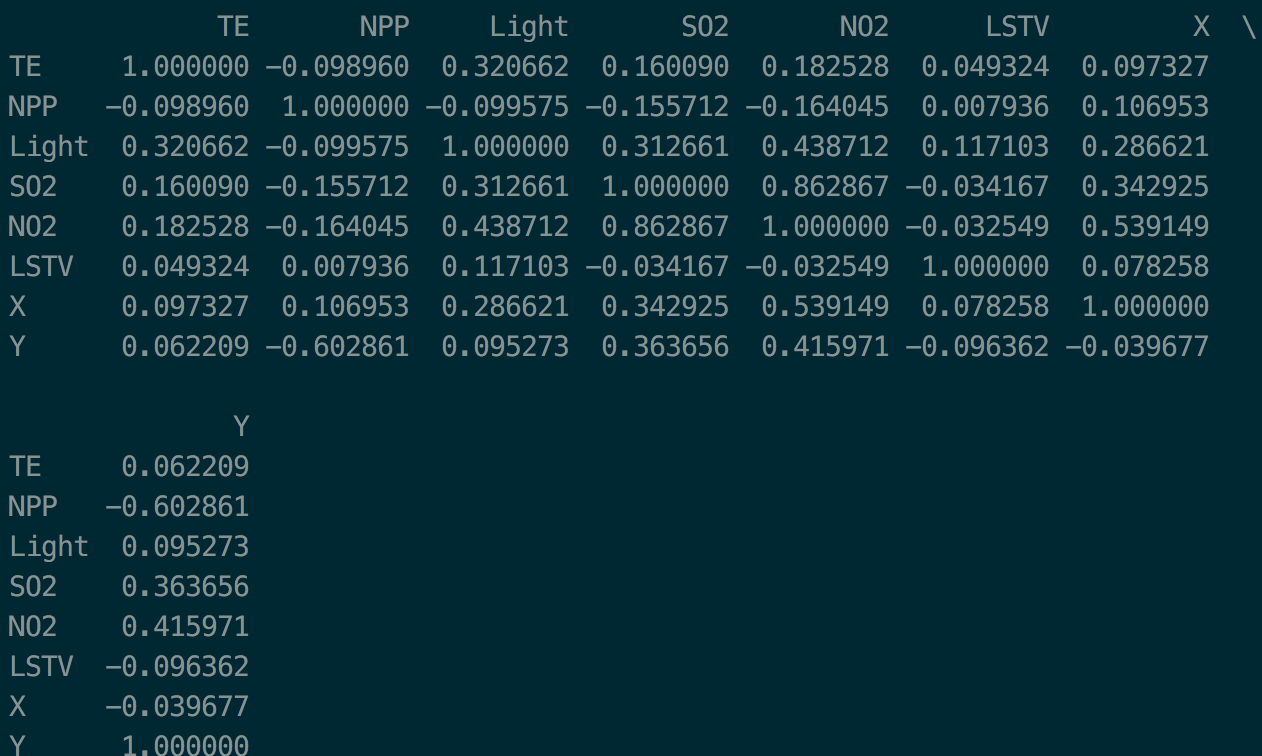 TE NPP Light SO2 NO2 LSTV X \
TE 1.000000 −0.098960 0.320662 0.160090 0.182528 0.049324 0.097327
NPP −0.098960 1.000000 −0.099575 −0.155712 −0.164045 0.007936 0.106953
Light 0.320662 −0.099575 1.000000 0.312661 0.438712 0.117103 0.286621
SO2 0.160090 −0.155712 0.312661 1.000000 0.862867 −0.034167 0.342925
NO2 0.182528 −0.164045 0.438712 0.862867 1.000000 −0.032549 0.539149
LSTV 0.049324 0.007936 0.117103 −0.034167 −0.032549 1.000000 0.078258
X 0.097327 0.106953 0.286621 0.342925 0.539149 0.078258 1.000000
Y 0.062209 −0.602861 0.095273 0.363656 0.415971 −0.096362 −0.039677
Y
TE 0.062209
NPP −0.602861
Light 0.095273
SO2 0.363656
NO2 0.415971
LSTV −0.096362
X −0.039677
Y 1.000000